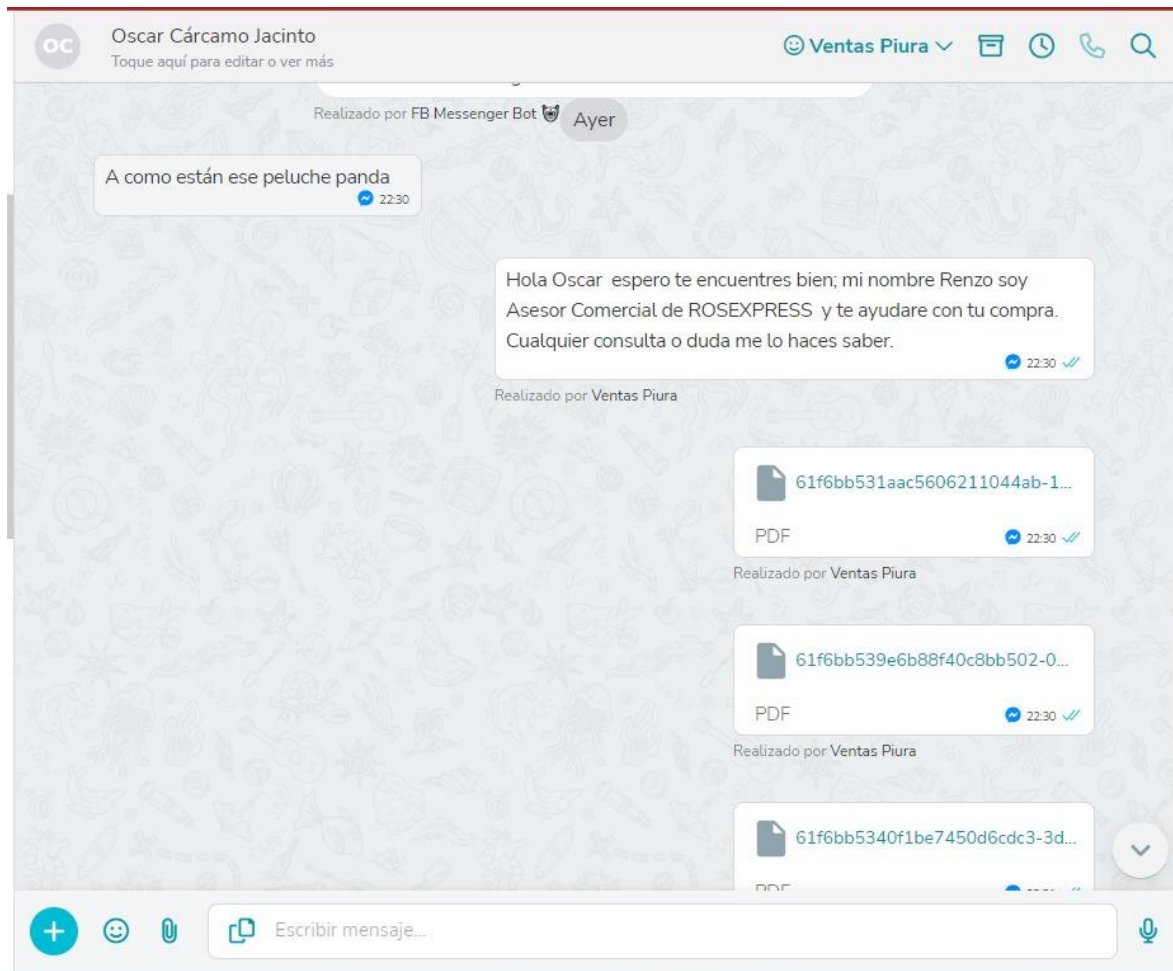 OC
Oscar Cárcamo Jacinto
Toque aquí para editar o ver más
Ventas Piura
Realizado por FB Messenger Bot
Ayer
A como están ese peluche panda
22:30
Hola Oscar espero te encuentres bien; mi nombre Renzo soy
Asesor Comercial de ROSEXPRESS y te ayudare con tu compra.
Cualquier consulta o duda me lo haces saber.
22:30
Realizado por Ventas Piura
61f6bb531aac5606211044ab-1...
PDF 22:30
Realizado por Ventas Piura
61f6bb539e6b88f40c8bb502-0...
PDF 22:30
Realizado por Ventas Piura
61f6bb5340f1be7450d6cdc3-3d...
PDF
Escribir mensaje...